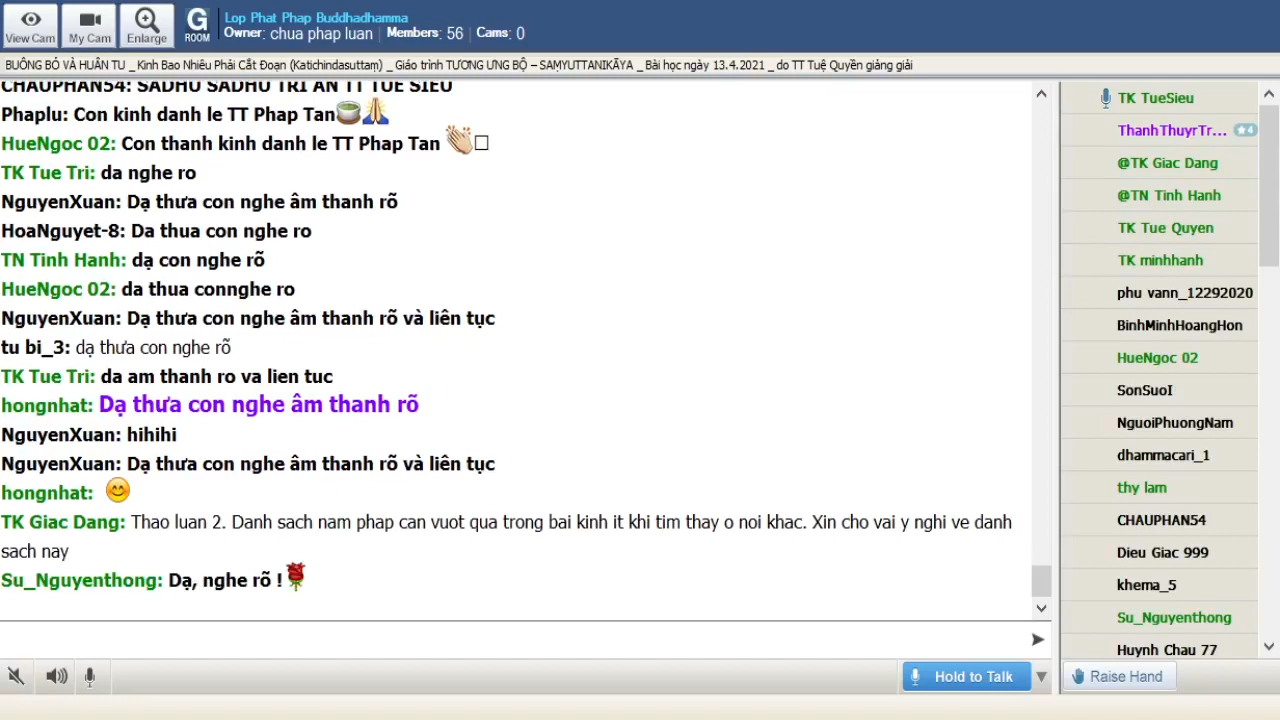 View Cam
My Cam
Enlarge
G
ROOM
Lop Phat Phap Buddhadhamma
Owner: chua phap luan | Members: 56 | Cams: 0
BUÔNG BỎ VÀ HUÂN TU _ Kinh Bao Nhiêu Phải Cắt Đoạn (Katichindasuttaṃ) _ Giáo trình TƯƠNG ƯNG BỘ – SAṂYUTTANIKĀYA _ Bài học ngày 13.4.2021 _ do TT Tuệ Quyền giảng giải
CHAUPHAN54: SADHU SADHU TRI AN TT TUE SIEU
Phaplu: Con kinh danh le TT Phap Tan
HueNgoc 02: Con thanh kinh danh le TT Phap Tan
TK Tue Tri: da nghe ro
NguyenXuan: Dạ thưa con nghe âm thanh rõ
HoaNguyet-8: Da thua con nghe ro
TN Tinh Hanh: dạ con nghe rõ
HueNgoc 02: da thua connghe ro
NguyenXuan: Dạ thưa con nghe âm thanh rõ và liên tục
tu bi_3: dạ thưa con nghe rõ
TK Tue Tri: da am thanh ro va lien tuc
hongnhat: Dạ thưa con nghe âm thanh rõ
NguyenXuan: hihihi
NguyenXuan: Dạ thưa con nghe âm thanh rõ và liên tục
hongnhat:
TK Giac Dang: Thao luan 2. Danh sach nam phap can vuot qua trong bai kinh it khi tim thay o noi khac. Xin cho vai y nghi ve danh
sach nay
Su_Nguyenthong: Dạ, nghe rõ !
TK TueSieu
ThanhThuyrTr... 4
@TK Giac Dang
@TN Tinh Hanh
TK Tue Quyen
TK minhhanh
phu vann_12292020
BinhMinhHoangHon
HueNgoc 02
SonSuoI
NguoiPhuongNam
dhammacari_1
thy lam
CHAUPHAN54
Dieu Giac 999
khema_5
Su_Nguyenthong
Huynh Chau 77
Hold to Talk
Raise Hand